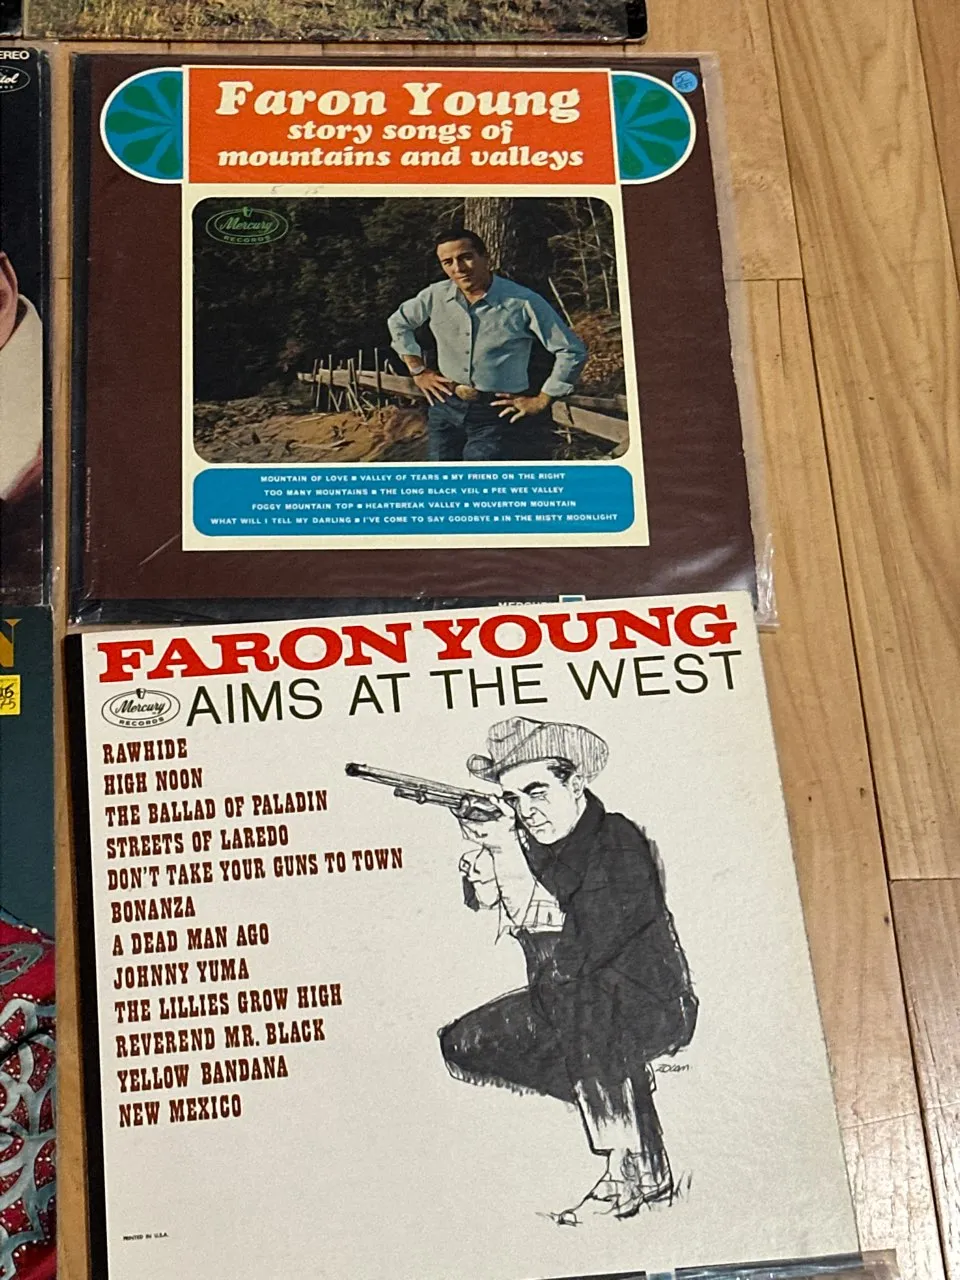 EREO
Faron Young
story songs of
mountains and valleys
Mercury
RECORDS
MOUNTAIN OF LOVE ■ VALLEY OF TEARS ■ MY FRIEND ON THE RIGHT
TOO MANY MOUNTAINS ■ THE LONG BLACK VEIL ■ PEE WEE VALLEY
FOGGY MOUNTAIN TOP ■ HEARTBREAK VALLEY ■ WOLVERTON MOUNTAIN
WHAT WILL I TELL MY DARLING ■ I'VE COME TO SAY GOODBYE ■ IN THE MISTY MOONLIGHT
FARON YOUNG
Mercury
RECORDS
AIMS AT THE WEST
RAWHIDE
HIGH NOON
THE BALLAD OF PALADIN
STREETS OF LAREDO
DON'T TAKE YOUR GUNS TO TOWN
BONANZA
A DEAD MAN AGO
JOHNNY YUMA
THE LILLIES GROW HIGH
REVEREND MR. BLACK
YELLOW BANDANA
NEW MEXICO
PRINTED IN U.S.A.